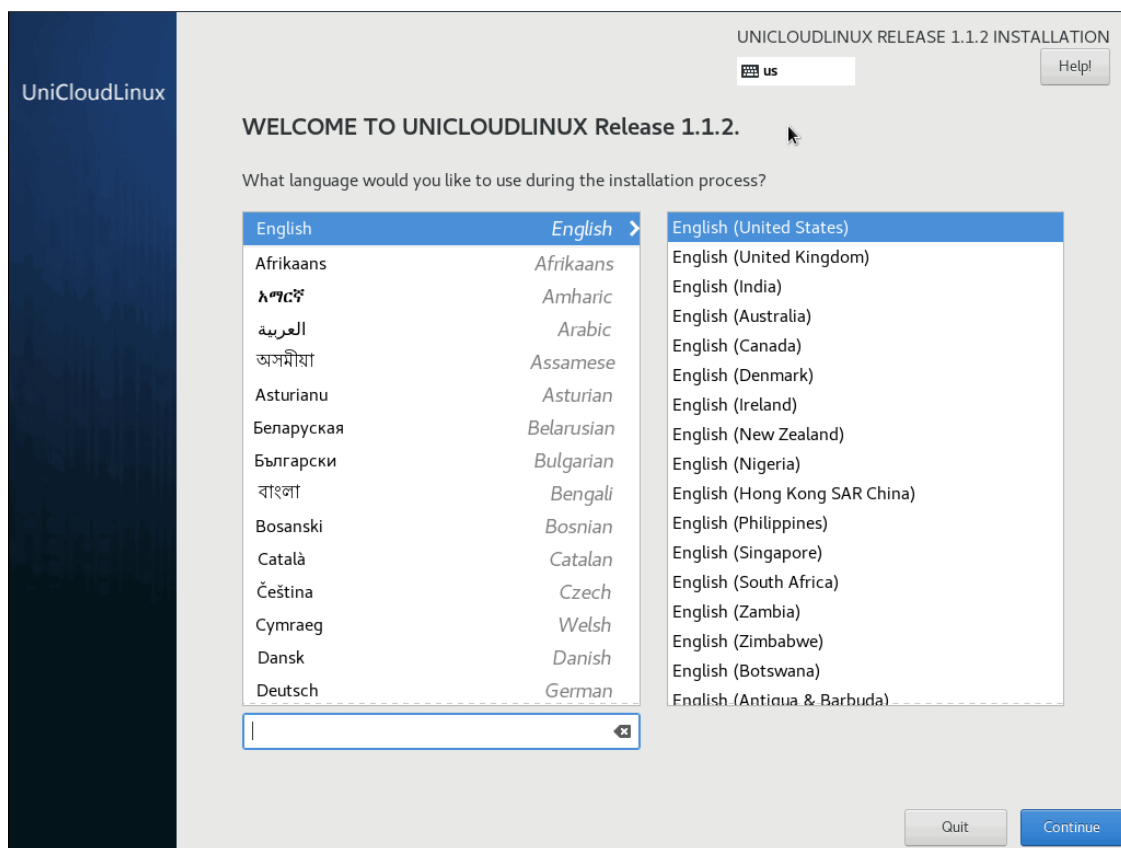 UNICLOUDLINUX RELEASE 1.1.2 INSTALLATION
us
Help!
UniCloudLinux
WELCOME TO UNICLOUDLINUX Release 1.1.2.
What language would you like to use during the installation process?
English English
Afrikaans Afrikaans
አማርኛ Amharic
العربية Arabic
অসমীয়া Assamese
Asturianu Asturian
Беларуская Belarusian
Български Bulgarian
বাংলা Bengali
Bosanski Bosnian
Català Catalan
Čeština Czech
Cymraeg Welsh
Dansk Danish
Deutsch German
English (United States)
English (United Kingdom)
English (India)
English (Australia)
English (Canada)
English (Denmark)
English (Ireland)
English (New Zealand)
English (Nigeria)
English (Hong Kong SAR China)
English (Philippines)
English (Singapore)
English (South Africa)
English (Zambia)
English (Zimbabwe)
English (Botswana)
English (Antigua & Barbuda)
Quit
Continue